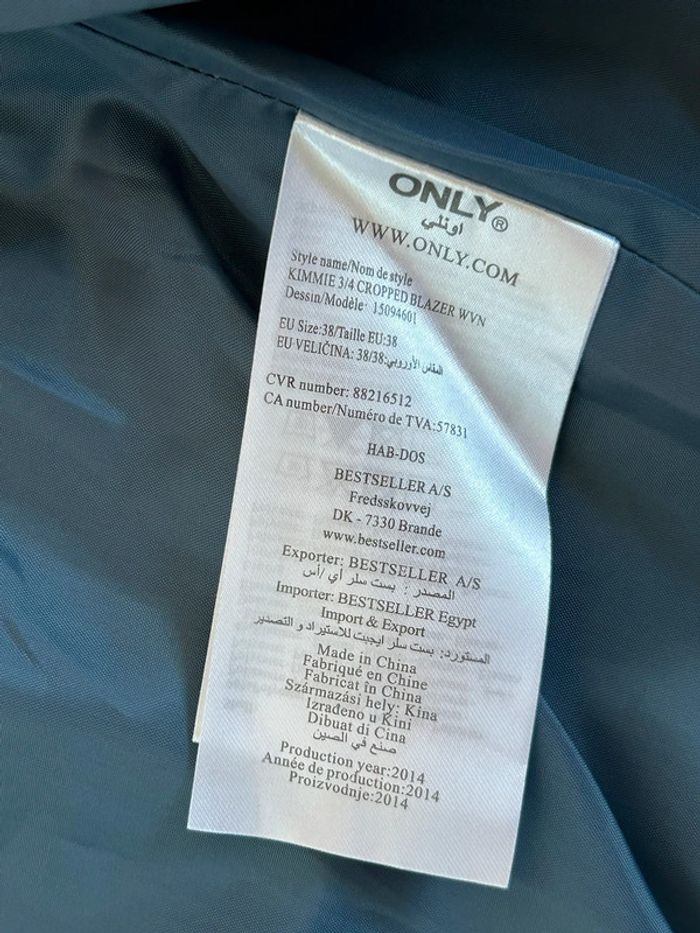 ONLY®
اونلي
WWW.ONLY.COM
Style name/Nom de style
KIMMIE 3/4 CROPPED BLAZER WVN
Dessin/Modèle: 15094601
EU Size:38/Taille EU:38
EU VELIČINA: 38/38:المقاس الأوروبي
CVR number: 88216512
CA number/Numéro de TVA:57831
HAB-DOS
BESTSELLER A/S
Fredsskovvej
DK - 7330 Brande
www.bestseller.com
Exporter: BESTSELLER A/S
المصدر : بست سلر أي /أس
Importer: BESTSELLER Egypt
Import & Export
المستورد: بست سلر ايجبت للاستيراد و التصدير
Made in China
Fabriqué en Chine
Fabricat în China
Származási hely: Kína
Izrađeno u Kini
Dibuat di Cina
صنع في الصين
Production year:2014
Année de production:2014
Proizvodnje:2014